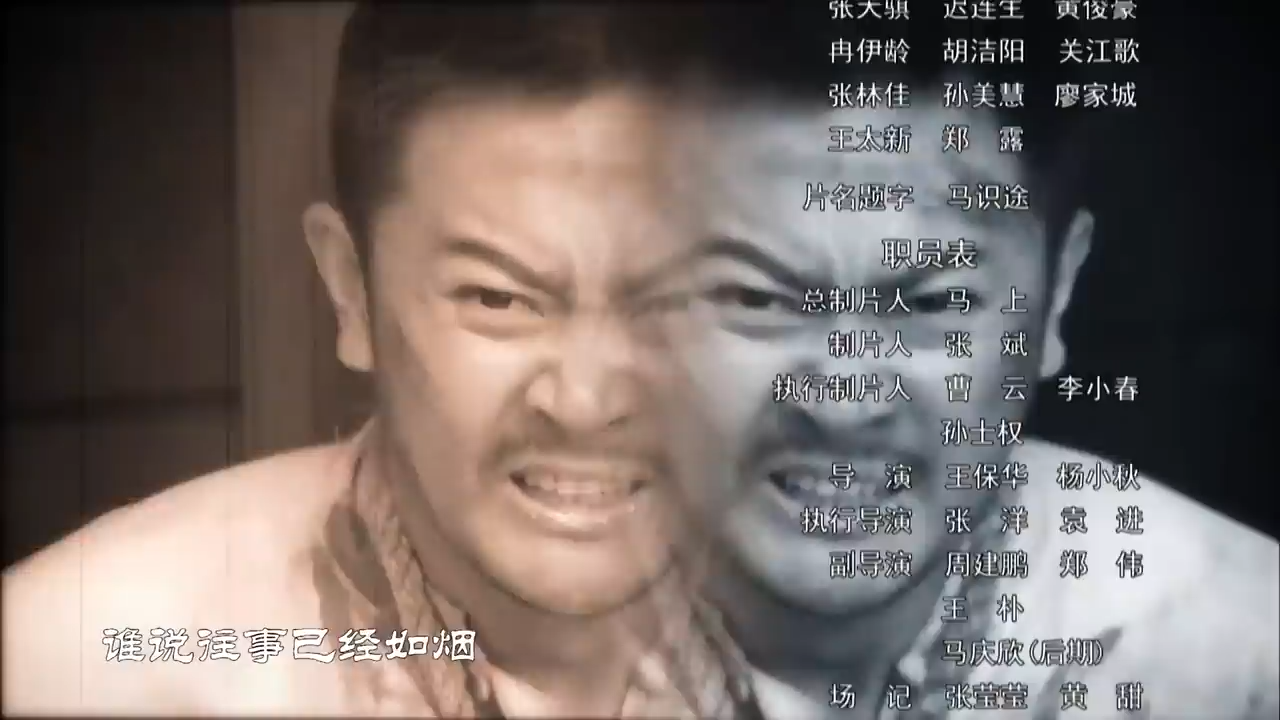 张天骐 迟连生 黄俊豪
冉伊龄 胡洁阳 关江歌
张林佳 孙美慧 廖家城
王太新 郑 露
片名题字 马识途
职员表
总制片人 马 上
制片人 张 斌
执行制片人 曹 云 李小春
孙士权
导 演 王保华 杨小秋
执行导演 张 洋 袁 进
副导演 周建鹏 郑 伟
王 朴
马庆欣(后期)
谁说往事已经如烟
场 记 张莹莹 黄 甜